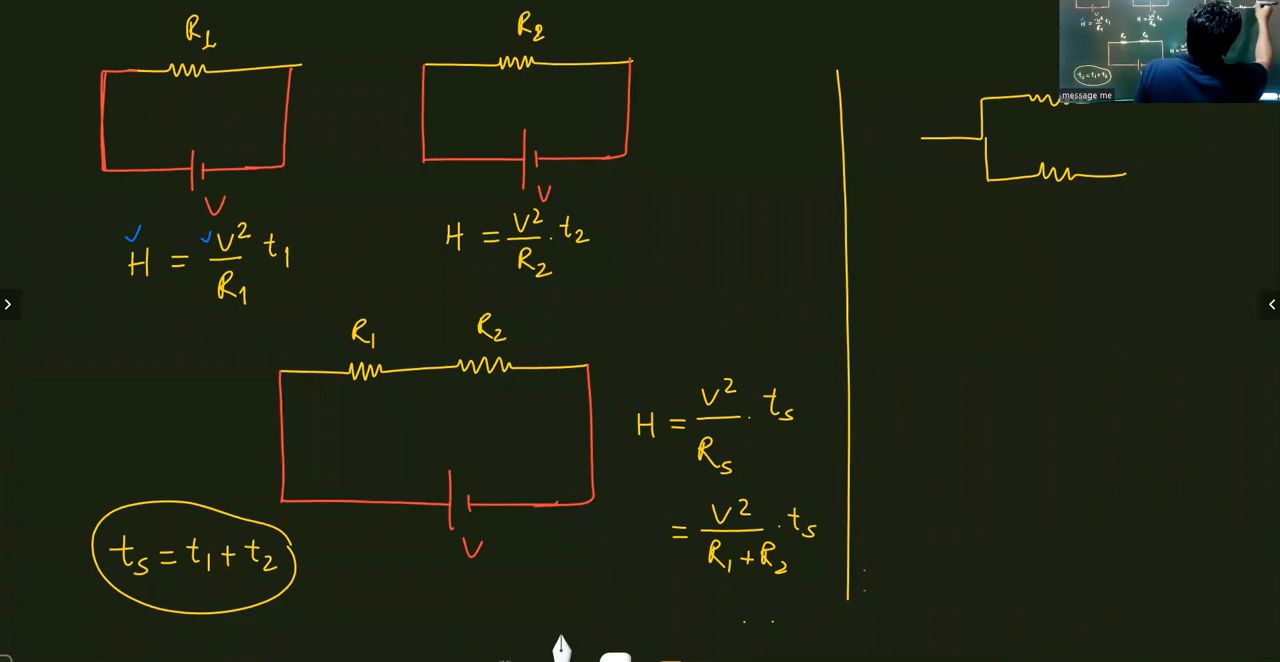 R₁
R₂
V
V
H = V²/R₁ t₁
H = V²/R₂ . t₂
R₁
R₂
V
H = V²/Rₛ . tₛ
= V²/R₁+R₂ . tₛ
tₛ = t₁ + t₂
message me